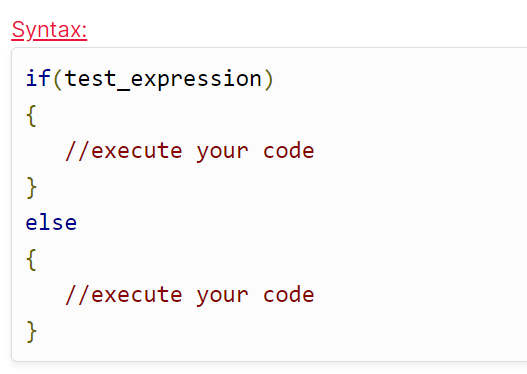 Syntax:
if(test_expression)
{
   //execute your code
}
else
{
   //execute your code
}